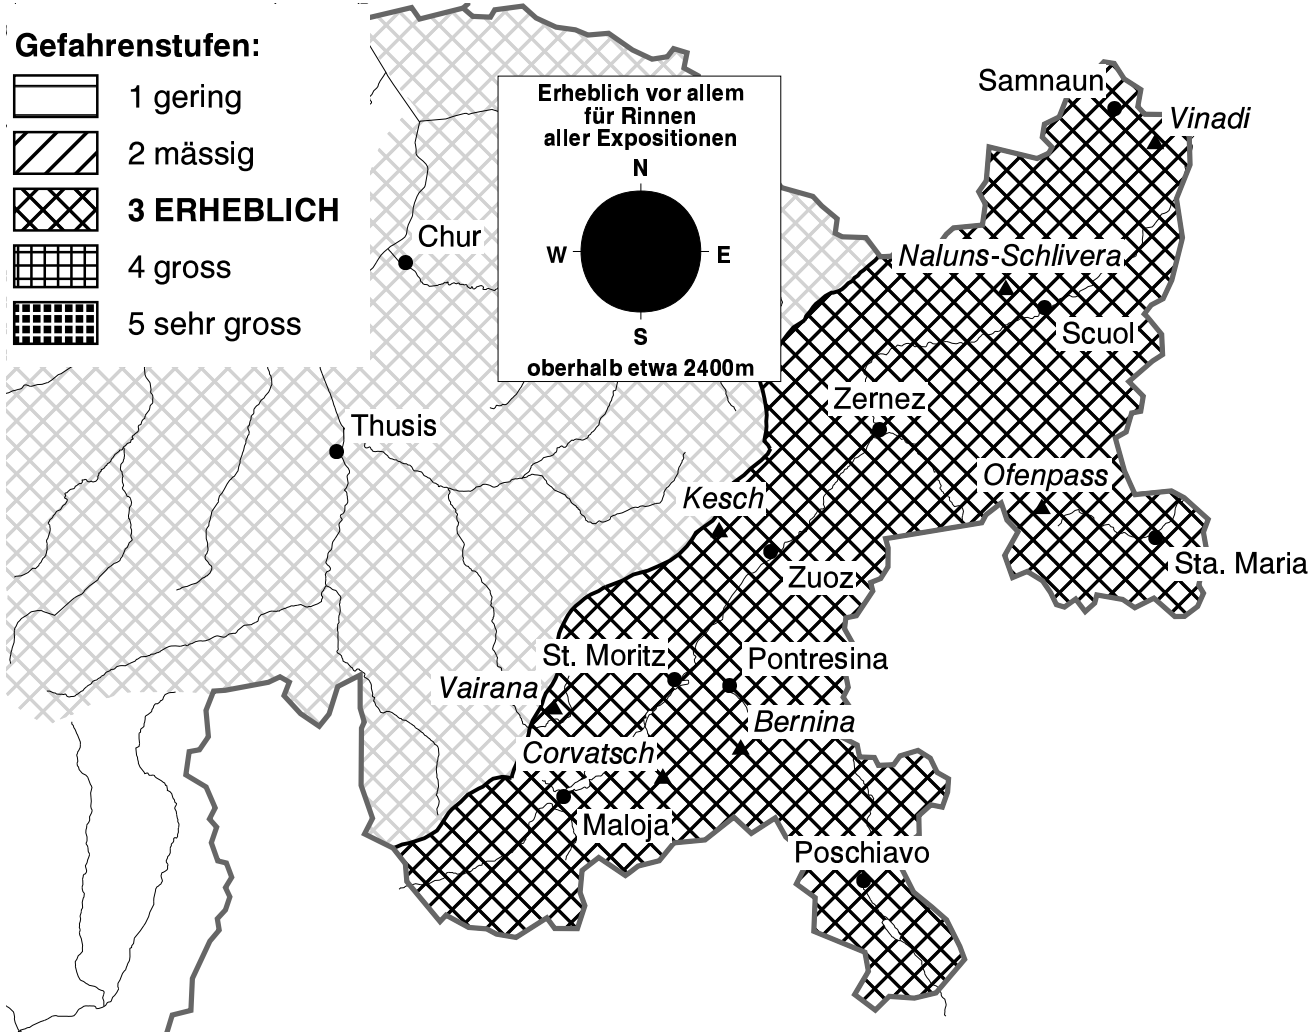 Gefahrenstufen:
1 gering
2 mässig
3 ERHEBLICH
4 gross
5 sehr gross
Erheblich vor allem
für Rinnen
aller Expositionen
N
W
E
S
oberhalb etwa 2400m
Samnaun
Vinadi
Chur
Naluns-Schlivera
Scuol
Zernez
Thusis
Ofenpass
Kesch
Sta. Maria
Zuoz
St. Moritz
Pontresina
Vairana
Bernina
Corvatsch
Maloja
Poschiavo